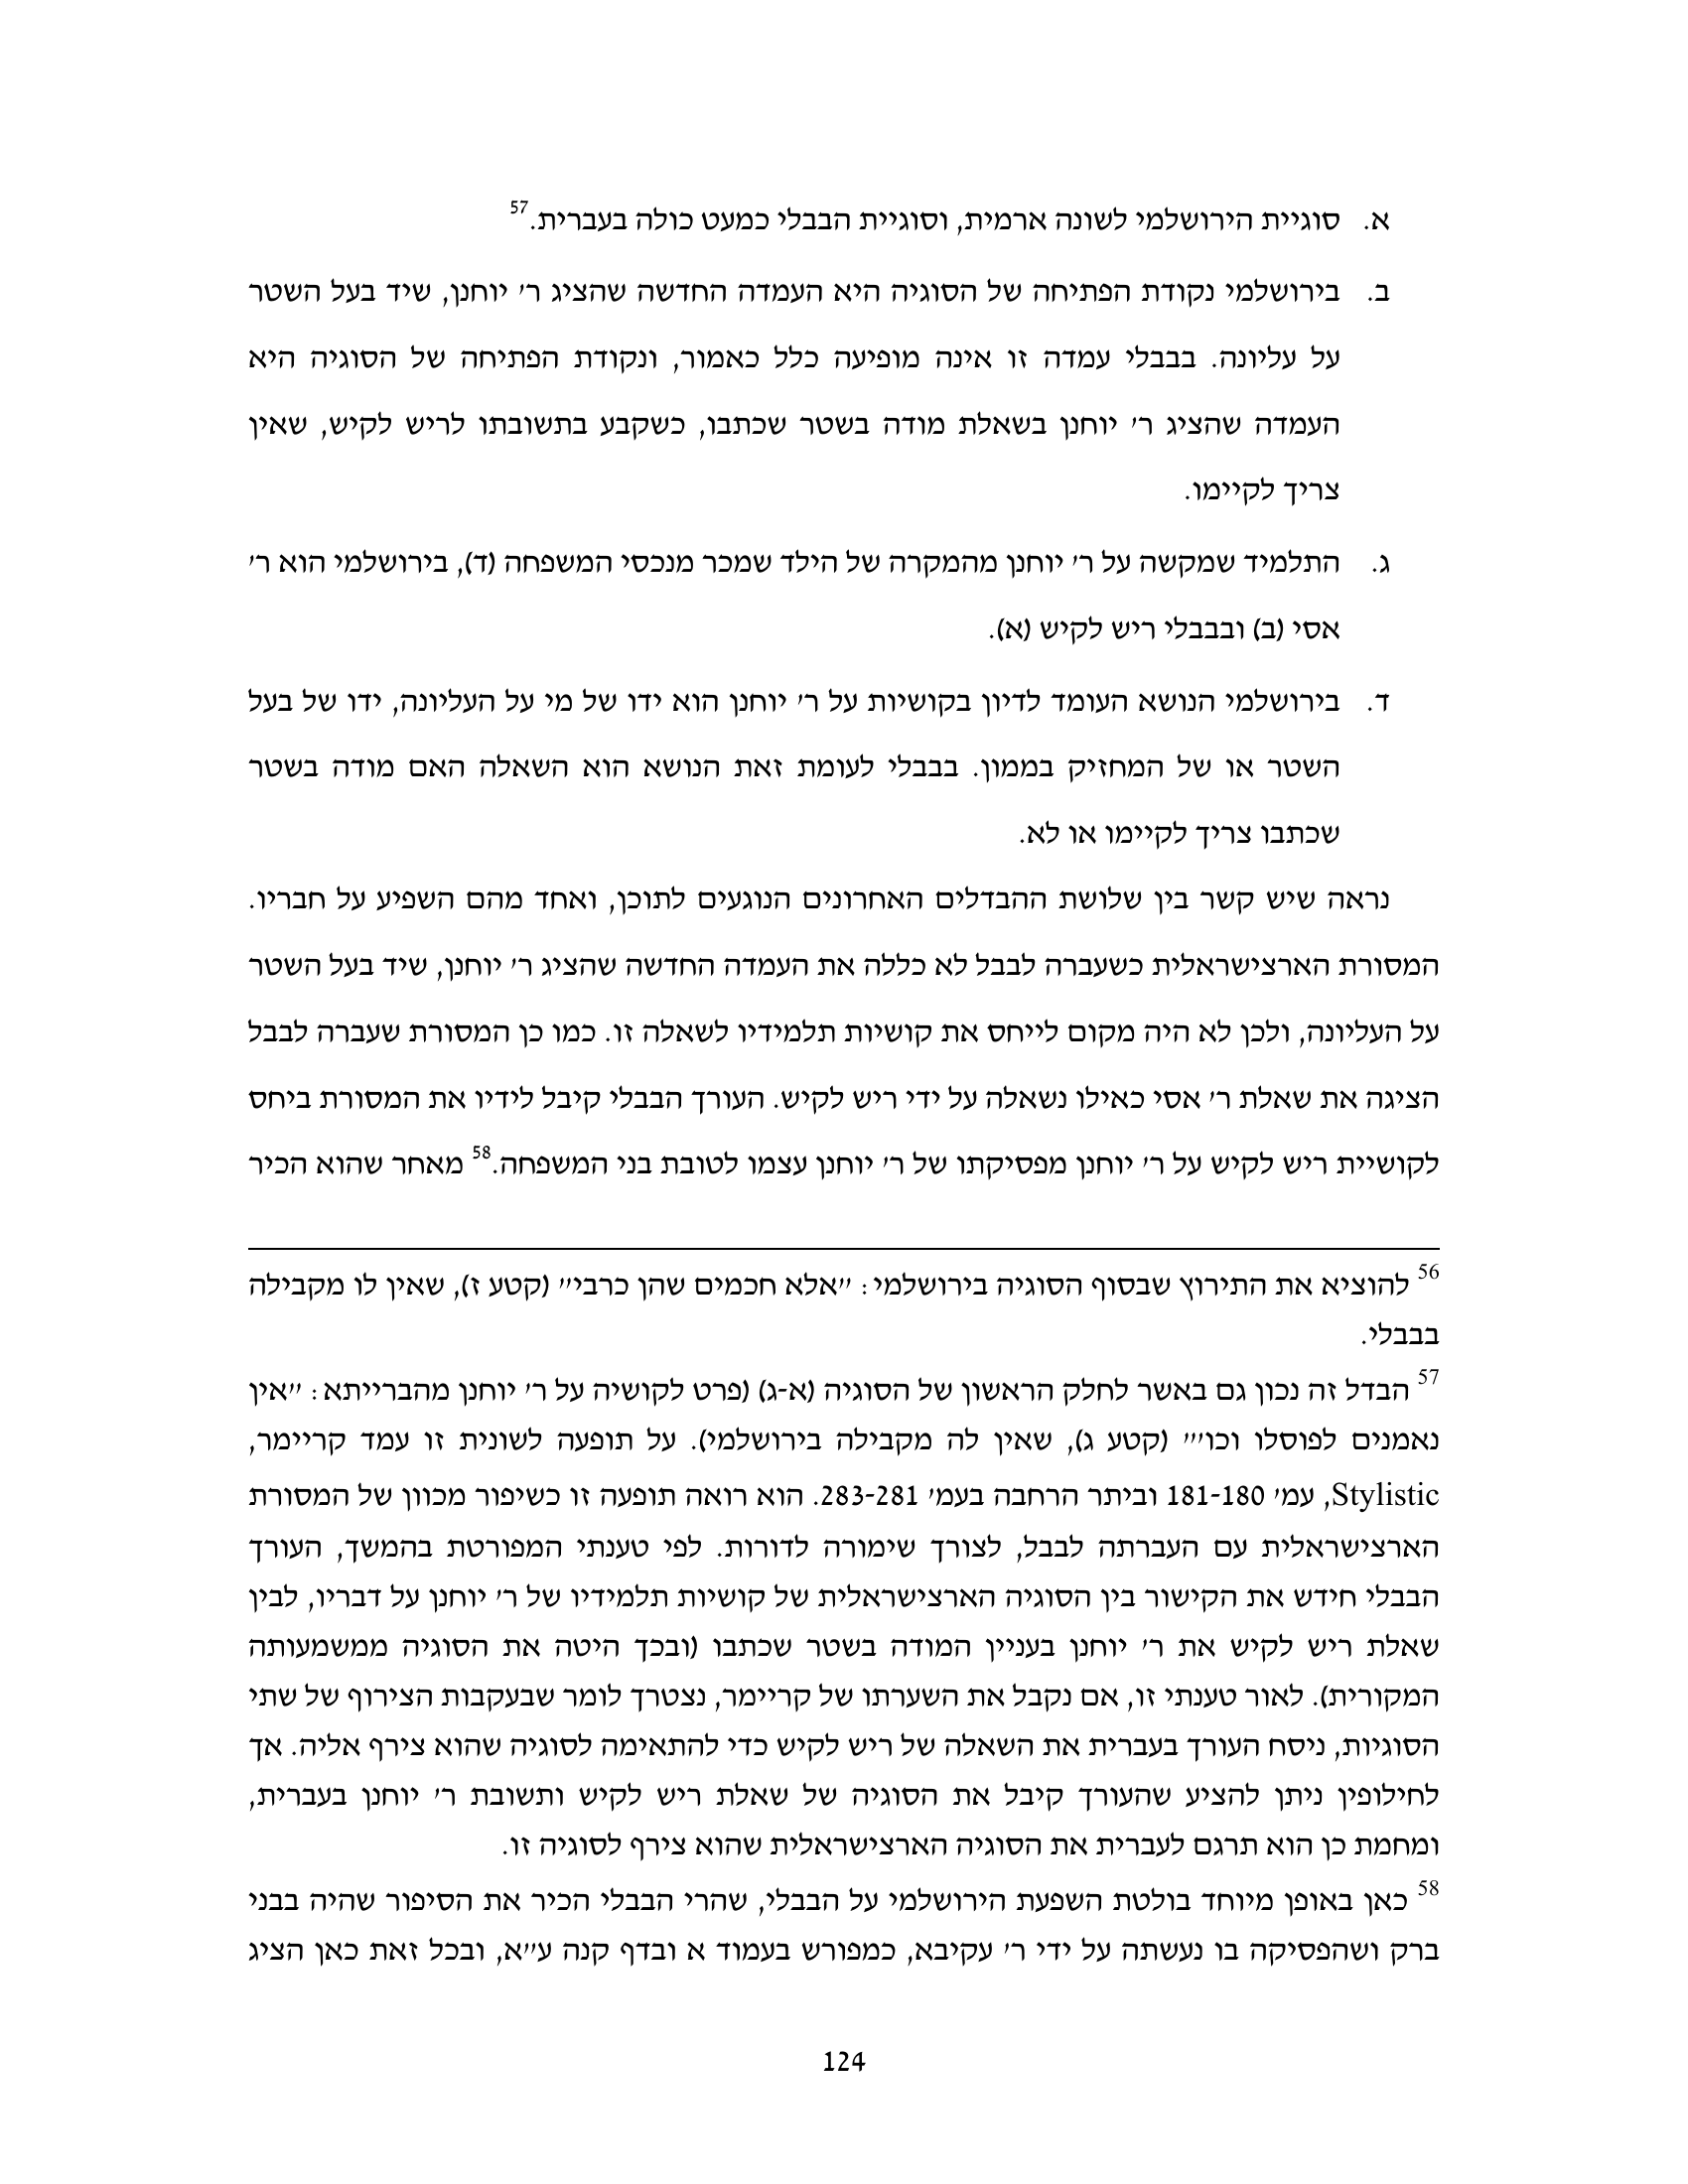 א. סוגיית הירושלמי לשונה ארמית, וסוגיית הבבלי כמעט כולה בעברית.57
ב. בירושלמי נקודת הפתיחה של הסוגיה היא העמדה החדשה שהציג ר' יוחנן, שיד בעל השטר
על עליונה. בבבלי עמדה זו אינה מופיעה כלל כאמור, ונקודת הפתיחה של הסוגיה היא
העמדה שהציג ר' יוחנן בשאלת מודה בשטר שכתבו, כשקבע בתשובתו לריש לקיש, שאין
צריך לקיימו.
ג. התלמיד שמקשה על ר' יוחנן מהמקרה של הילד שמכר מנכסי המשפחה (ד), בירושלמי הוא ר'
אסי (ב) ובבבלי ריש לקיש (א).
ד. בירושלמי הנושא העומד לדיון בקושיות על ר' יוחנן הוא ידו של מי על העליונה, ידו של בעל
השטר או של המחזיק בממון. בבבלי לעומת זאת הנושא הוא השאלה האם מודה בשטר
שכתבו צריך לקיימו או לא.
נראה שיש קשר בין שלושת ההבדלים האחרונים הנוגעים לתוכן, ואחד מהם השפיע על חבריו.
המסורת הארצישראלית כשעברה לבבל לא כללה את העמדה החדשה שהציג ר' יוחנן, שיד בעל השטר
על העליונה, ולכן לא היה מקום לייחס את קושיות תלמידיו לשאלה זו. כמו כן המסורת שעברה לבבל
הציגה את שאלת ר' אסי כאילו נשאלה על ידי ריש לקיש. העורך הבבלי קיבל לידיו את המסורת ביחס
לקושיית ריש לקיש על ר' יוחנן מפסיקתו של ר' יוחנן עצמו לטובת בני המשפחה.58 מאחר שהוא הכיר
56 להוציא את התירוץ שבסוף הסוגיה בירושלמי: "אלא חכמים שהן כרבי" (קטע ז), שאין לו מקבילה
בבבלי.
57 הבדל זה נכון גם באשר לחלק הראשון של הסוגיה (א-ג) (פרט לקושיה על ר' יוחנן מהברייתא: "אין
נאמנים לפוסלו וכו'" (קטע ג), שאין לה מקבילה בירושלמי). על תופעה לשונית זו עמד קריימר,
Stylistic, עמ' 181-180 וביתר הרחבה בעמ' 283-281. הוא רואה תופעה זו כשיפור מכוון של המסורת
הארצישראלית עם העברתה לבבל, לצורך שימורה לדורות. לפי טענתי המפורטת בהמשך, העורך
הבבלי חידש את הקישור בין הסוגיה הארצישראלית של קושיות תלמידיו של ר' יוחנן על דבריו, לבין
שאלת ריש לקיש את ר' יוחנן בעניין המודה בשטר שכתבו (ובכך היטה את הסוגיה ממשמעותה
המקורית). לאור טענתי זו, אם נקבל את השערתו של קריימר, נצטרך לומר שבעקבות הצירוף של שתי
הסוגיות, ניסח העורך בעברית את השאלה של ריש לקיש כדי להתאימה לסוגיה שהוא צירף אליה. אך
לחילופין ניתן להציע שהעורך קיבל את הסוגיה של שאלת ריש לקיש ותשובת ר' יוחנן בעברית,
ומחמת כן הוא תרגם לעברית את הסוגיה הארצישראלית שהוא צירף לסוגיה זו.
58 כאן באופן מיוחד בולטת השפעת הירושלמי על הבבלי, שהרי הבבלי הכיר את הסיפור שהיה בבני
ברק ושהפסיקה בו נעשתה על ידי ר' עקיבא, כמפורש בעמוד א ובדף קנה ע"א, ובכל זאת כאן הציג
124